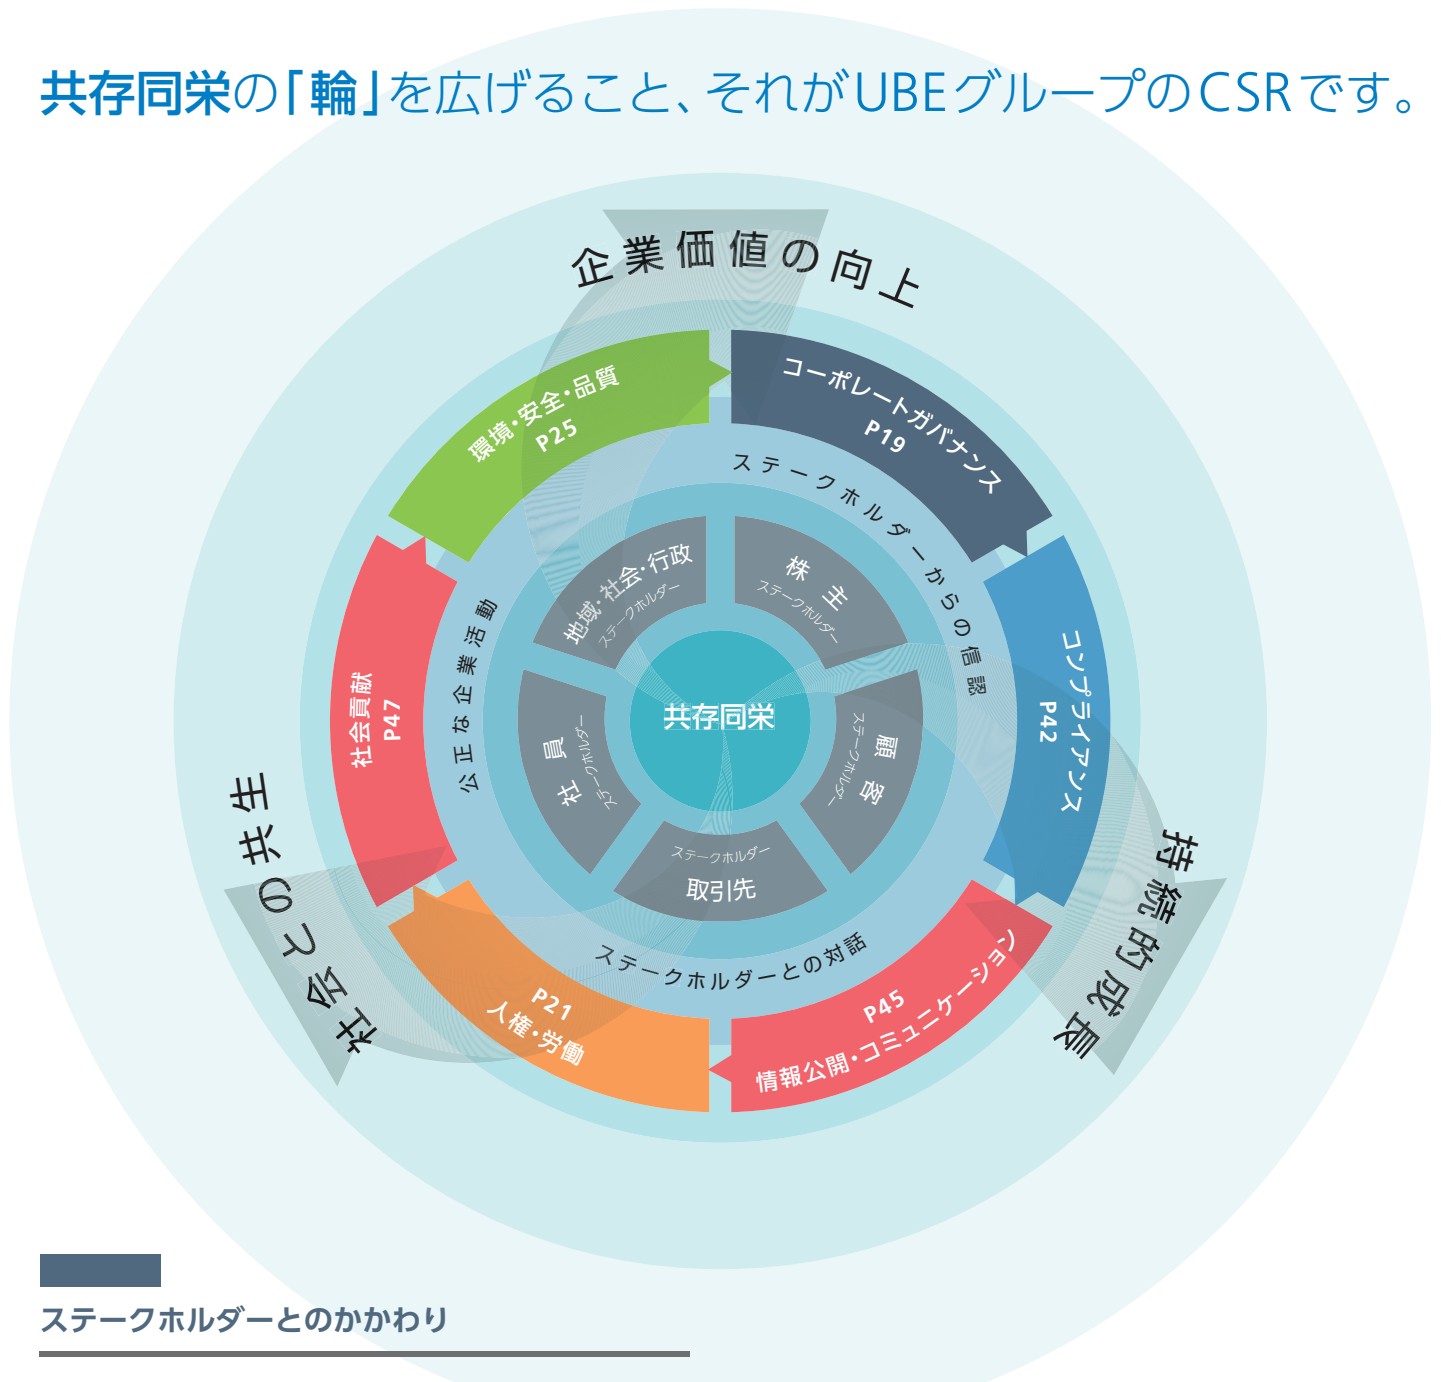 共存同栄の「輪」を広げること、それがUBEグループのCSRです。
企業価値の向上
環境・安全・品質
P25
コーポレートガバナンス
P19
ステークホルダーからの信認
地域・社会・行政
ステークホルダー
株主
ステークホルダー
コンプライアンス
P42
社会貢献
P47
公正な企業活動
共存同栄
社員
ステークホルダー
顧客
ステークホルダー
ステークホルダー
取引先
社会との共生
持続的成長
ステークホルダーとの対話
P21
人権・労働
P45
情報公開・コミュニケーション
ステークホルダーとのかかわり